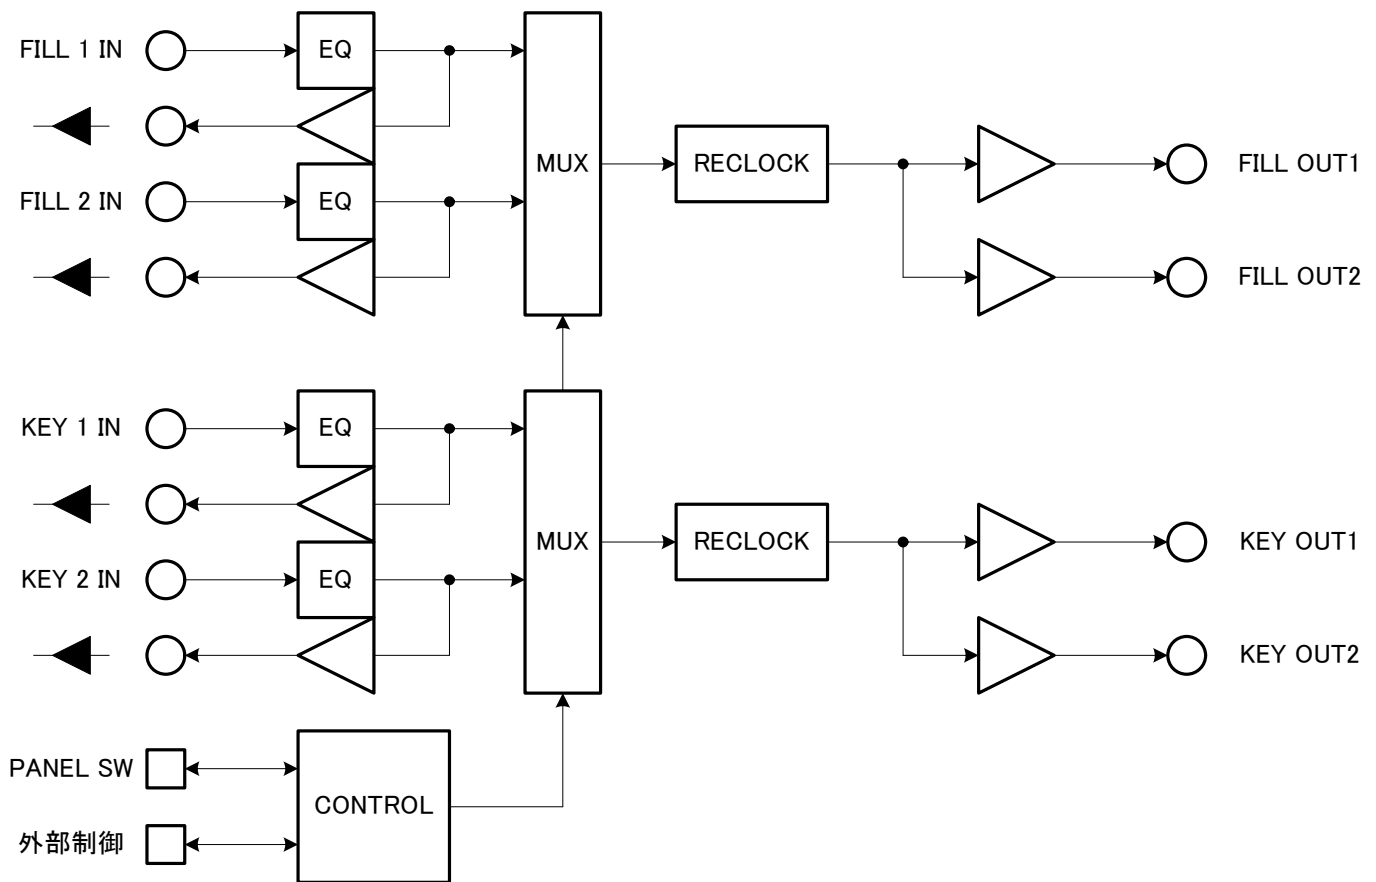 FILL 1 IN
EQ
FILL 2 IN
EQ
MUX
RECLOCK
FILL OUT1
FILL OUT2
KEY 1 IN
EQ
KEY 2 IN
EQ
MUX
RECLOCK
KEY OUT1
KEY OUT2
PANEL SW
外部制御
CONTROL